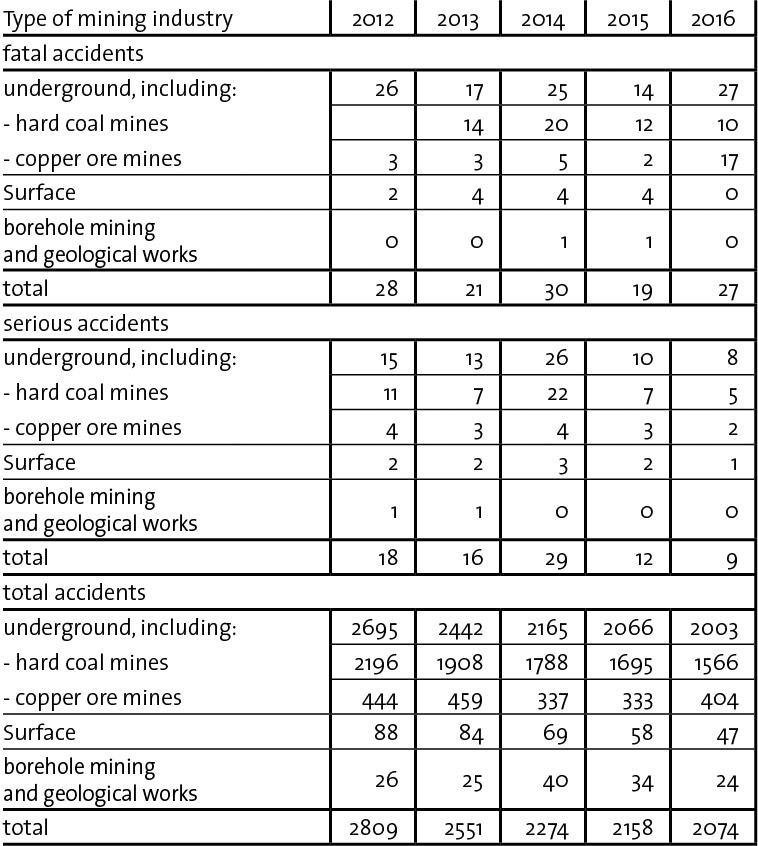 Type of mining industry 2012 2013 2014 2015 2016
fatal accidents
underground, including: 26 17 25 14 27
- hard coal mines 14 20 12 10
- copper ore mines 3 3 5 2 17
Surface 2 4 4 4 0
borehole mining
and geological works 0 0 1 1 0
total 28 21 30 19 27
serious accidents
underground, including: 15 13 26 10 8
- hard coal mines 11 7 22 7 5
- copper ore mines 4 3 4 3 2
Surface 2 2 3 2 1
borehole mining
and geological works 1 1 0 0 0
total 18 16 29 12 9
total accidents
underground, including: 2695 2442 2165 2066 2003
- hard coal mines 2196 1908 1788 1695 1566
- copper ore mines 444 459 337 333 404
Surface 88 84 69 58 47
borehole mining
and geological works 26 25 40 34 24
total 2809 2551 2274 2158 2074